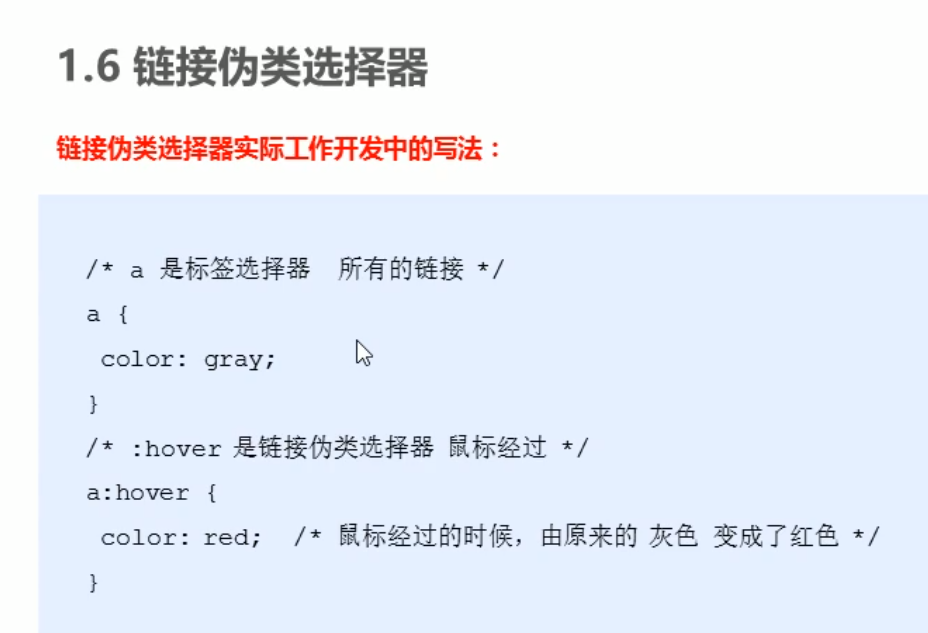 1.6 链接伪类选择器
链接伪类选择器实际工作开发中的写法：
/* a 是标签选择器  所有的链接 */
a {
 color: gray;
}
/* :hover 是链接伪类选择器 鼠标经过 */
a:hover {
 color: red;  /* 鼠标经过的时候，由原来的 灰色 变成了红色 */
}